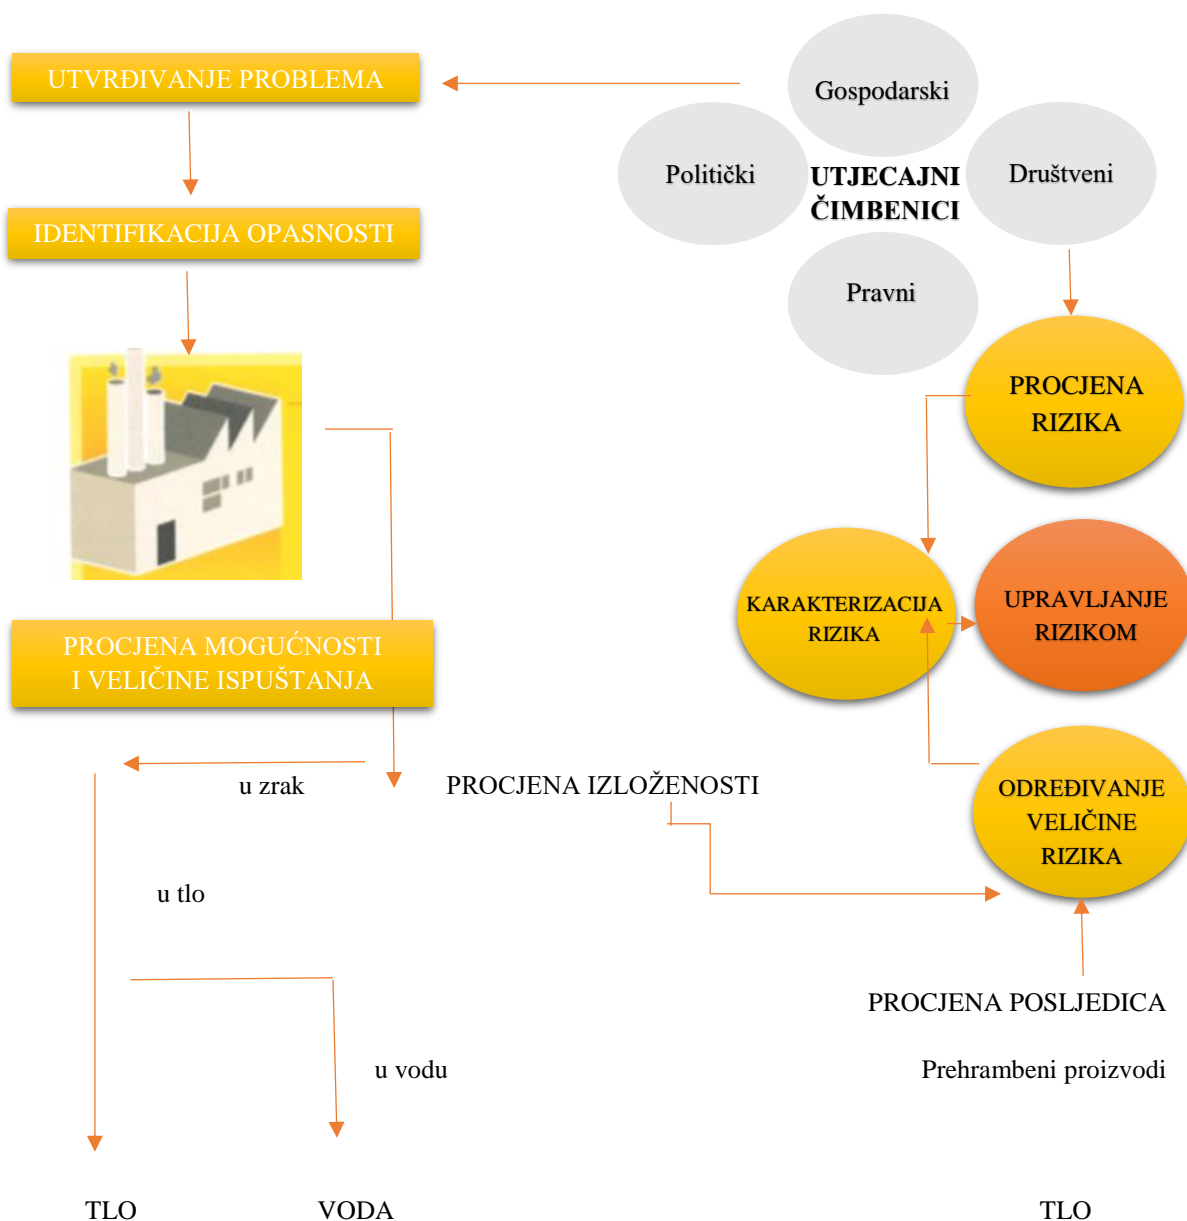 UTVRĐIVANJE PROBLEMA
Gospodarski
Politički
UTJECAJNI
ČIMBENICI
Društveni
IDENTIFIKACIJA OPASNOSTI
Pravni
PROCJENA
RIZIKA
KARAKTERIZACIJA
RIZIKA
UPRAVLJANJE
RIZIKOM
PROCJENA MOGUĆNOSTI
I VELIČINE ISPUŠTANJA
u zrak
PROCJENA IZLOŽENOSTI
ODREĐIVANJE
VELIČINE
RIZIKA
u tlo
PROCJENA POSLJEDICA
u vodu
Prehrambeni proizvodi
TLO
VODA
TLO